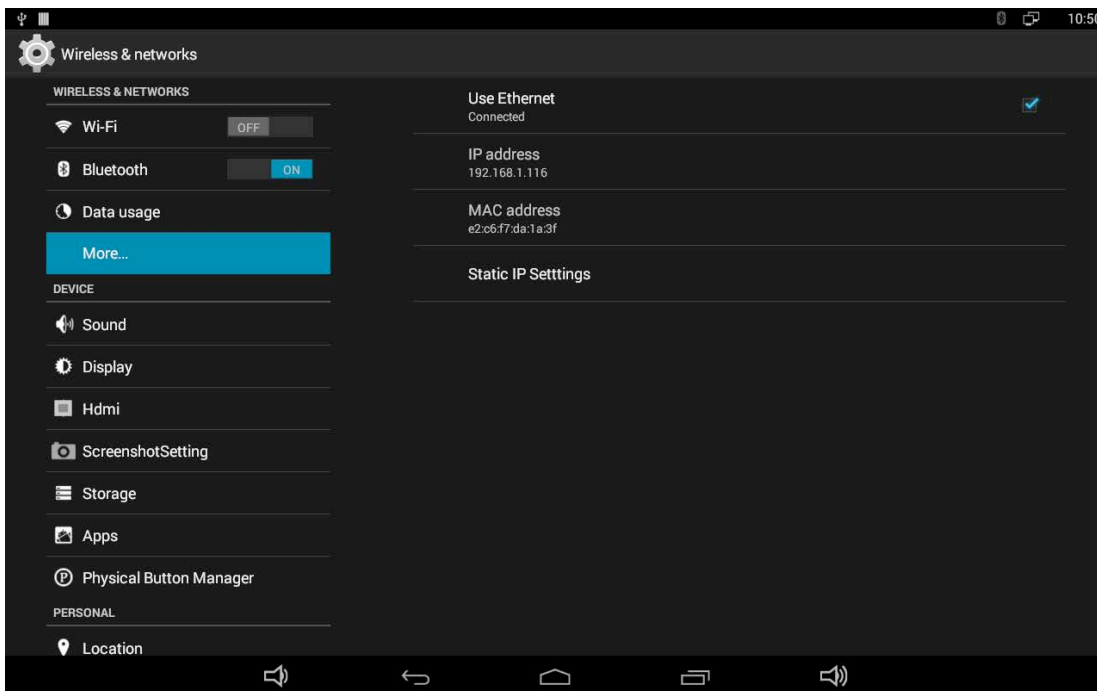 10:50
Wireless & networks
WIRELESS & NETWORKS
Wi-Fi
OFF
Bluetooth
ON
Data usage
More...
DEVICE
Sound
Display
Hdmi
ScreenshotSetting
Storage
Apps
Physical Button Manager
PERSONAL
Location
Use Ethernet
Connected
IP address
192.168.1.116
MAC address
e2:c6:f7:da:1a:3f
Static IP Setttings